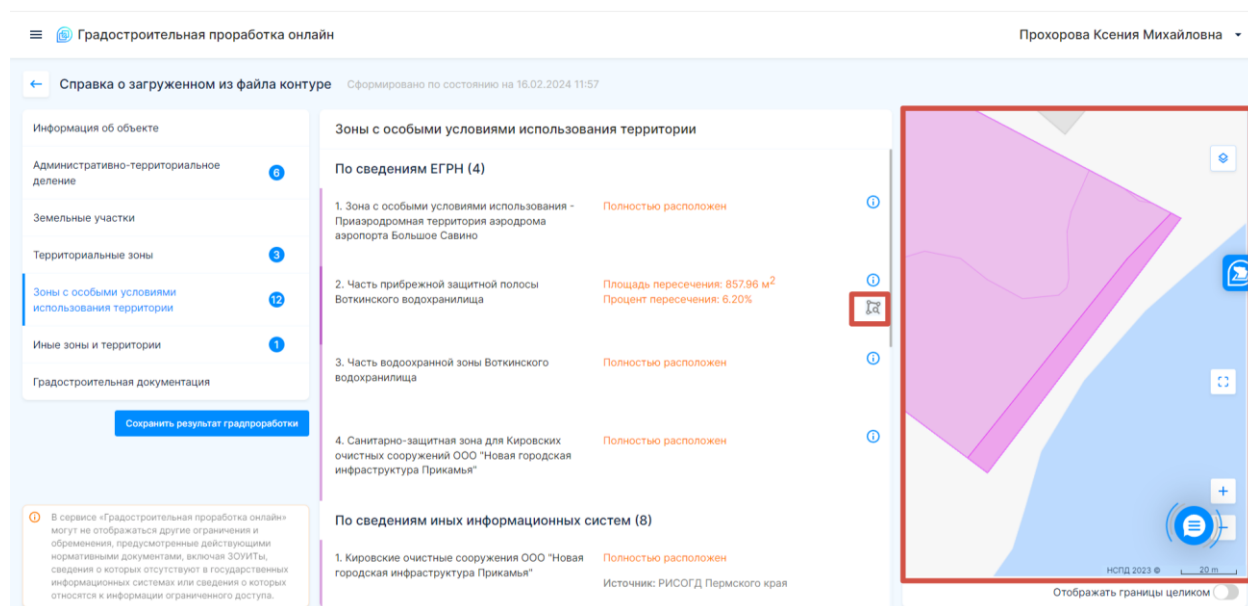 Градостроительная проработка онлайн
Прохорова Ксения Михайловна
Справка о загруженном из файла контуре
Сформировано по состоянию на 16.02.2024 11:57
Информация об объекте
Административно-территориальное
деление
6
Земельные участки
Территориальные зоны
3
Зоны с особыми условиями
использования территории
12
Иные зоны и территории
1
Градостроительная документация
Сохранить результат градпроработки
В сервисе «Градостроительная проработка онлайн»
могут не отображаться другие ограничения и
обременения, предусмотренные действующими
нормативными документами, включая ЗОУИТы,
сведения о которых отсутствуют в государственных
информационных системах или сведения о которых
относятся к информации ограниченного доступа.
Зоны с особыми условиями использования территории
По сведениям ЕГРН (4)
1. Зона с особыми условиями использования -
Приаэродромная территория аэродрома
аэропорта Большое Савино
Полностью расположен
2. Часть прибрежной защитной полосы
Воткинского водохранилища
Площадь пересечения: 857.96 м²
Процент пересечения: 6.20%
3. Часть водоохранной зоны Воткинского
водохранилища
Полностью расположен
4. Санитарно-защитная зона для Кировских
очистных сооружений ООО "Новая городская
инфраструктура Прикамья"
Полностью расположен
По сведениям иных информационных систем (8)
1. Кировские очистные сооружения ООО "Новая
городская инфраструктура Прикамья"
Полностью расположен
Источник: РИСОГД Пермского края
НСПД 2023 ©
20 m
Отображать границы целиком